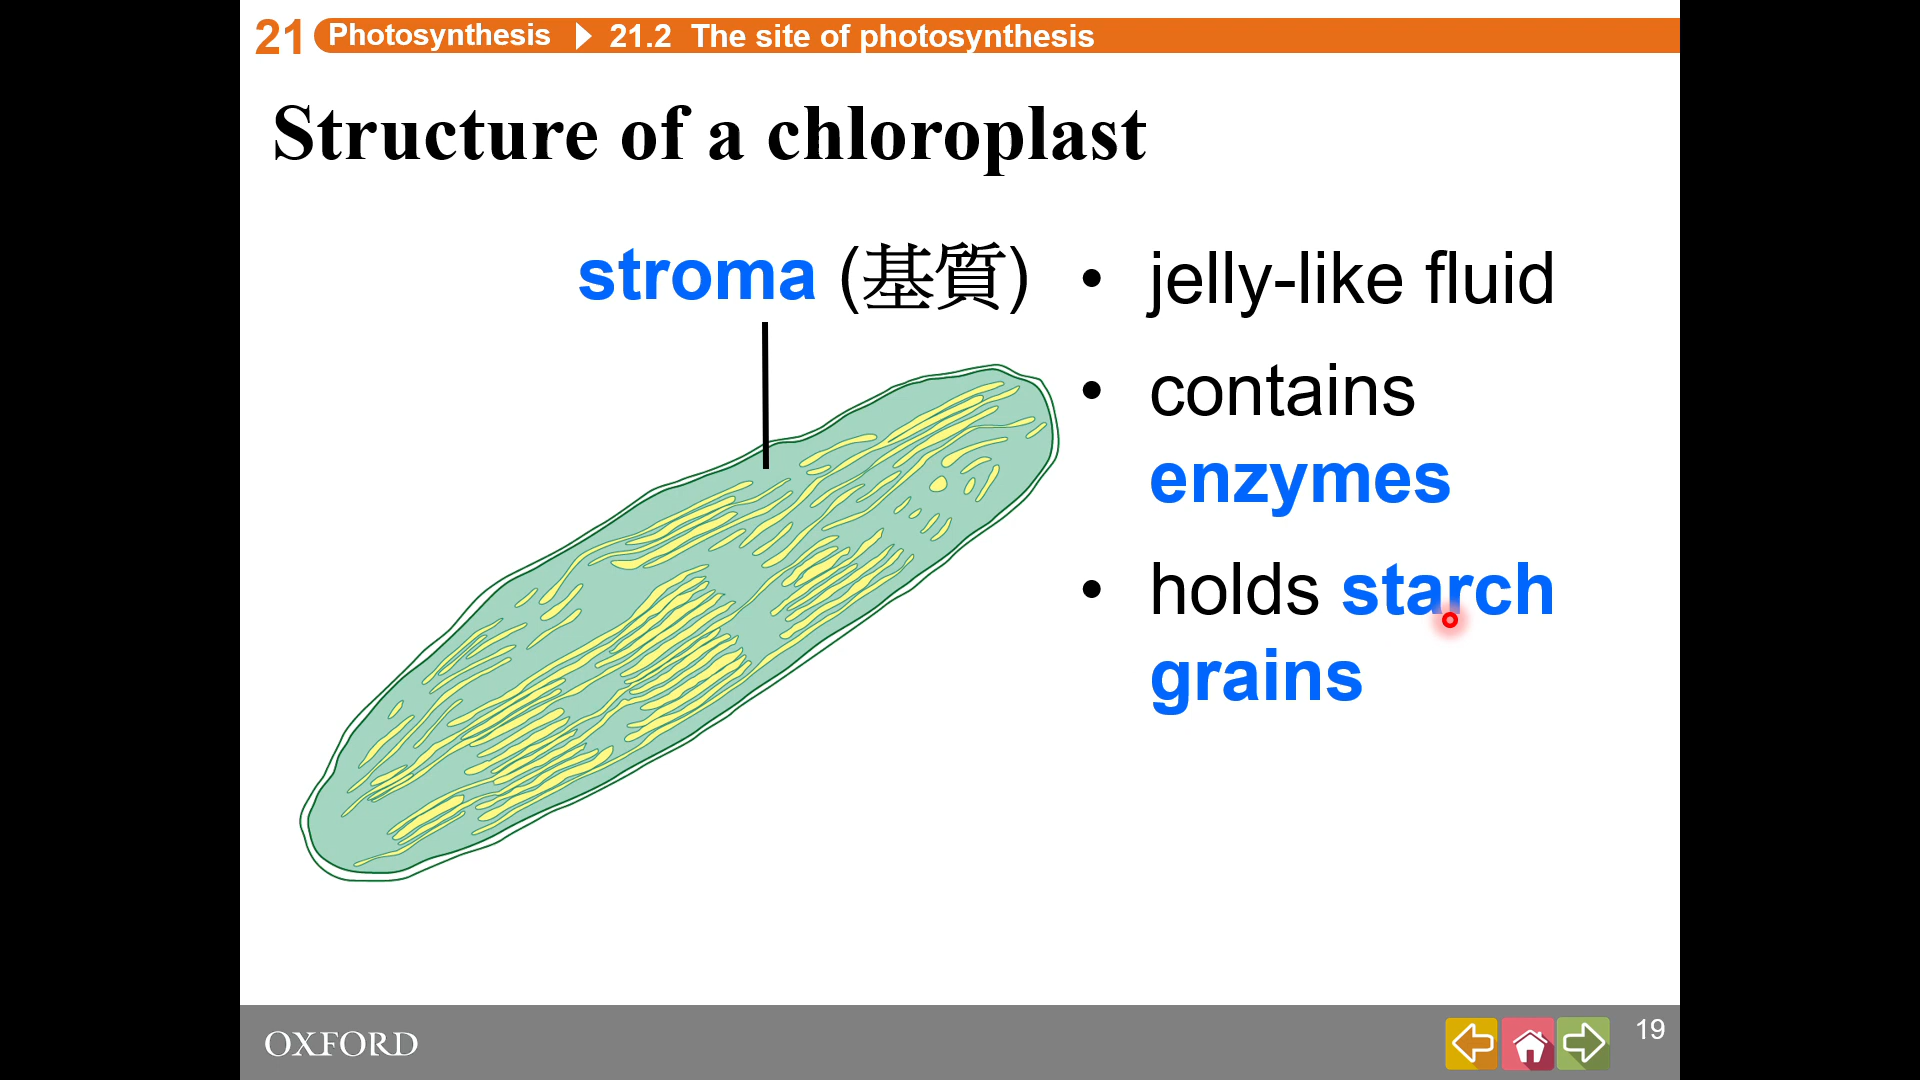 21 Photosynthesis 21.2 The site of photosynthesis
Structure of a chloroplast
stroma (基質)
• jelly-like fluid
• contains
enzymes
• holds starch
grains
OXFORD
19